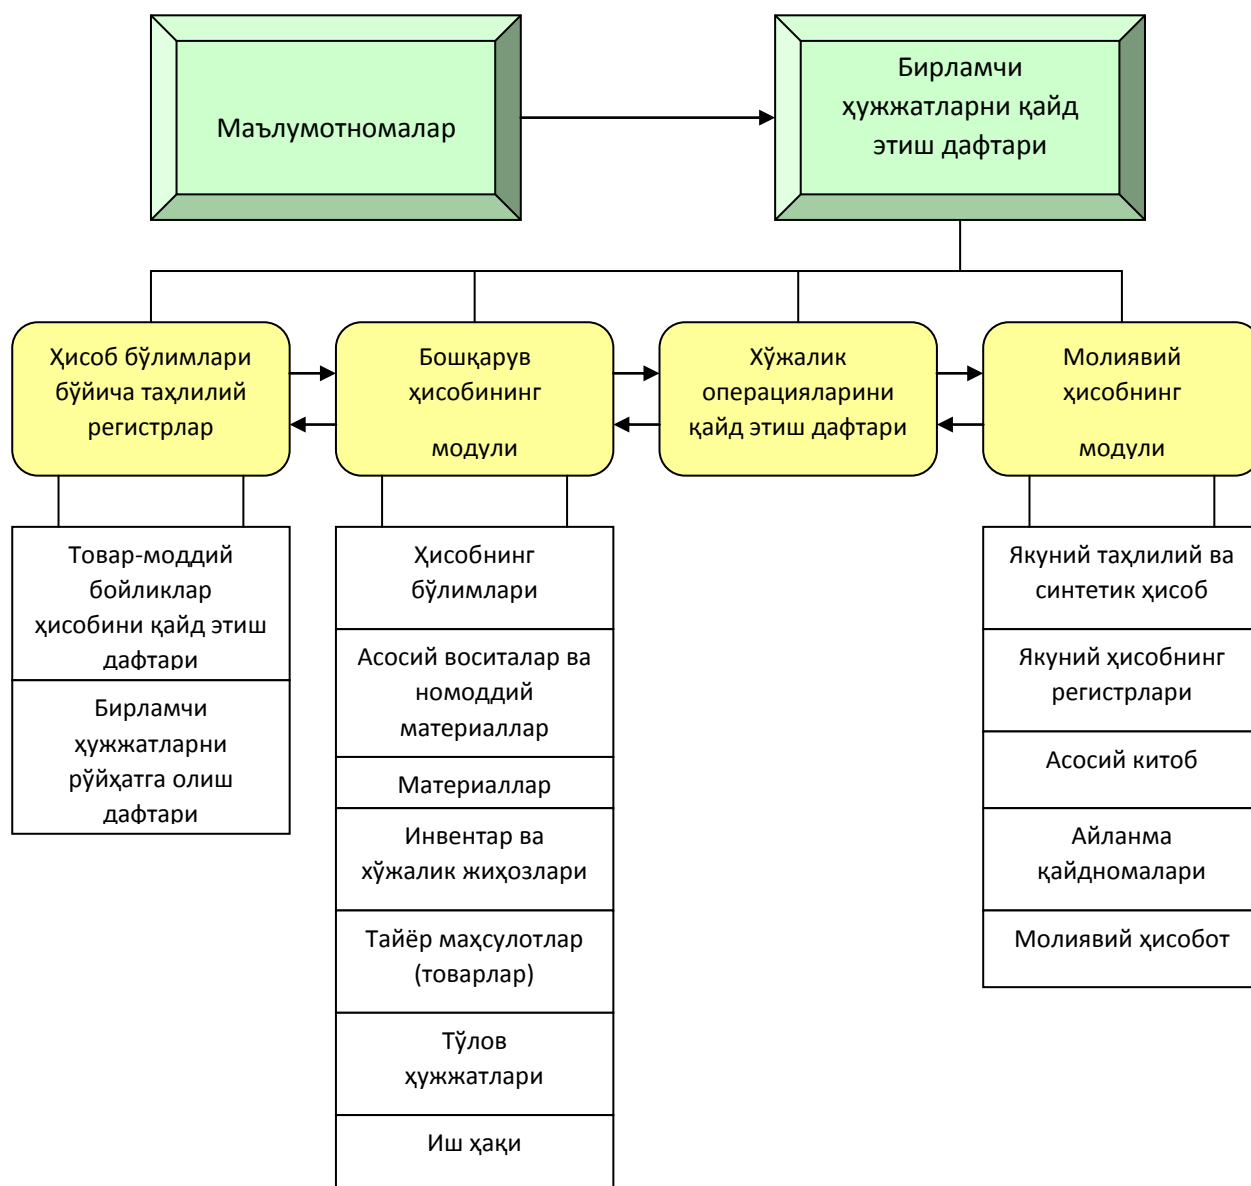 Маълумотномалар
Бирламчи
ҳужжатларни қайд
этиш дафтари
Ҳисоб бўлимлари
бўйича таҳлилий
регистрлар
Бошқарув
ҳисобининг
модули
Хўжалик
операцияларини
қайд этиш дафтари
Молиявий
ҳисобнинг
модули
Товар-моддий
бойликлар
ҳисобини қайд этиш
дафтари
Бирламчи
ҳужжатларни
рўйҳатга олиш
дафтари
Ҳисобнинг
бўлимлари
Асосий воситалар ва
номоддий
материаллар
Материаллар
Инвентар ва
хўжалик жиҳозлари
Тайёр маҳсулотлар
(товарлар)
Тўлов
ҳужжатлари
Иш ҳақи
Якуний таҳлилий ва
синтетик ҳисоб
Якуний ҳисобнинг
регистрлари
Асосий китоб
Айланма
қайдномалари
Молиявий ҳисобот